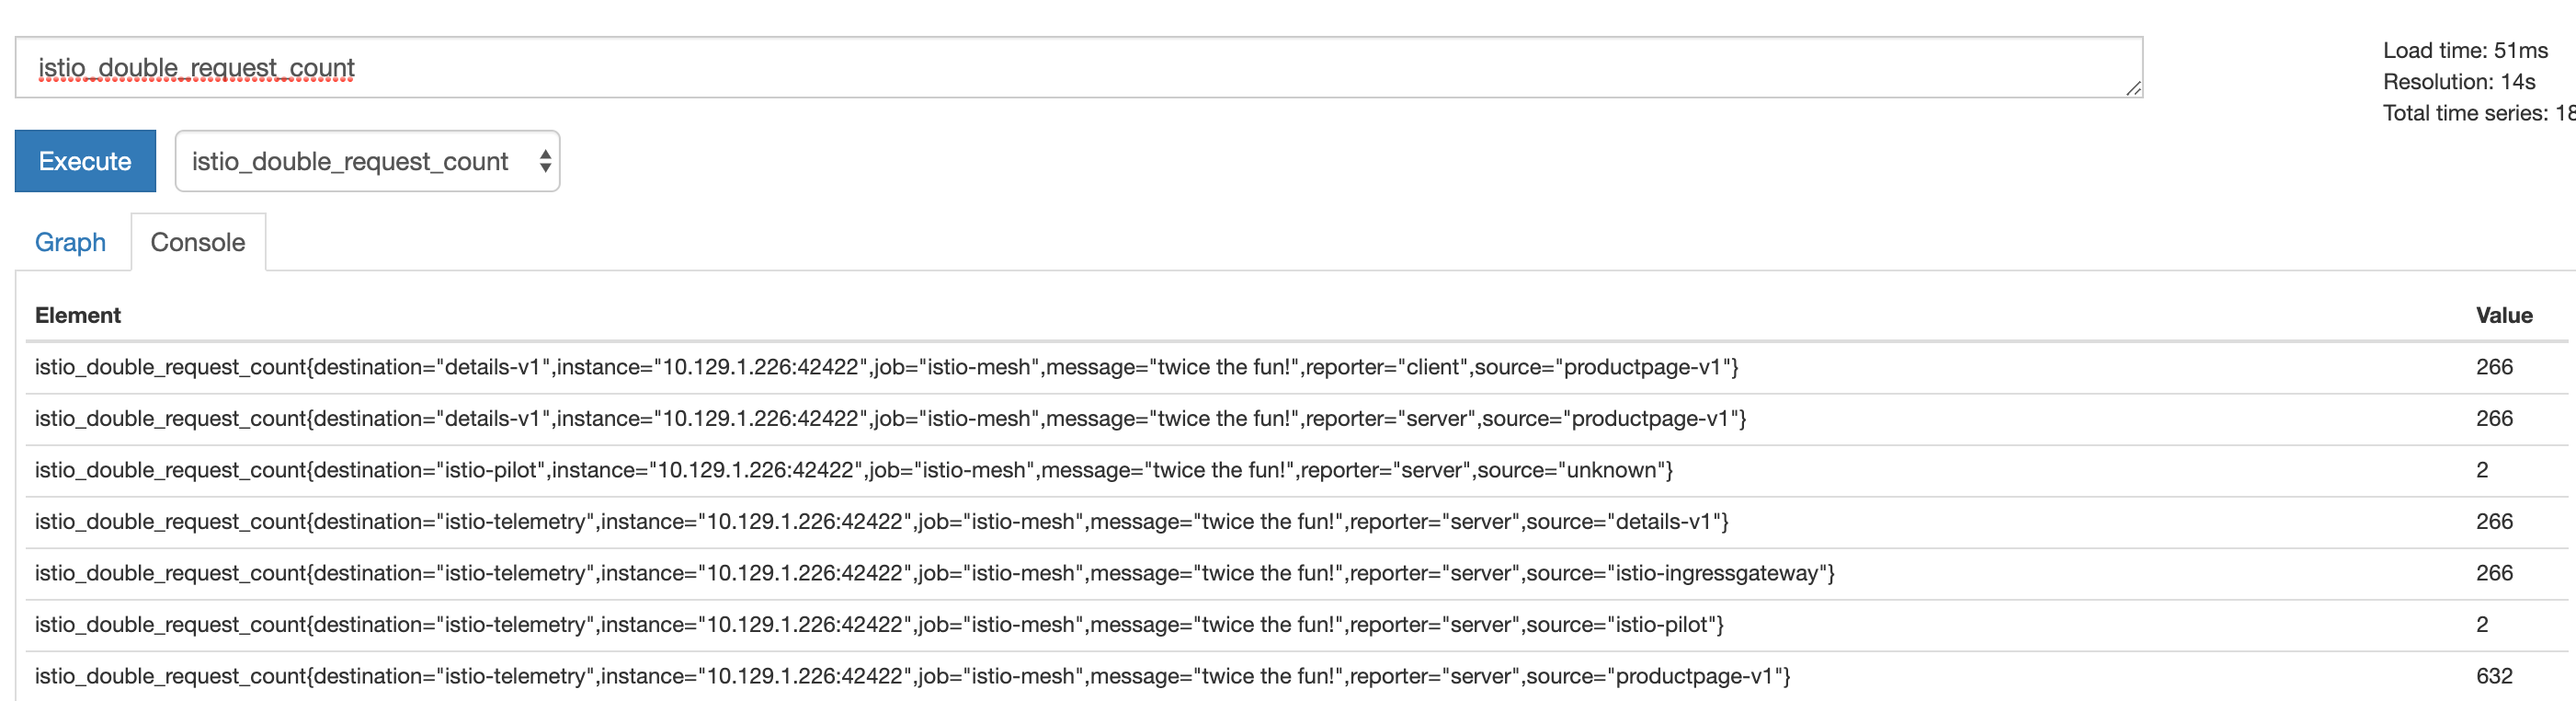 istio_double_request_count
Load time: 51ms
Resolution: 14s
Total time series: 18
Execute
istio_double_request_count
Graph
Console
Element Value
istio_double_request_count{destination="details-v1",instance="10.129.1.226:42422",job="istio-mesh",message="twice the fun!",reporter="client",source="productpage-v1"} 266
istio_double_request_count{destination="details-v1",instance="10.129.1.226:42422",job="istio-mesh",message="twice the fun!",reporter="server",source="productpage-v1"} 266
istio_double_request_count{destination="istio-pilot",instance="10.129.1.226:42422",job="istio-mesh",message="twice the fun!",reporter="server",source="unknown"} 2
istio_double_request_count{destination="istio-telemetry",instance="10.129.1.226:42422",job="istio-mesh",message="twice the fun!",reporter="server",source="details-v1"} 266
istio_double_request_count{destination="istio-telemetry",instance="10.129.1.226:42422",job="istio-mesh",message="twice the fun!",reporter="server",source="istio-ingressgateway"} 266
istio_double_request_count{destination="istio-telemetry",instance="10.129.1.226:42422",job="istio-mesh",message="twice the fun!",reporter="server",source="istio-pilot"} 2
istio_double_request_count{destination="istio-telemetry",instance="10.129.1.226:42422",job="istio-mesh",message="twice the fun!",reporter="server",source="productpage-v1"} 632